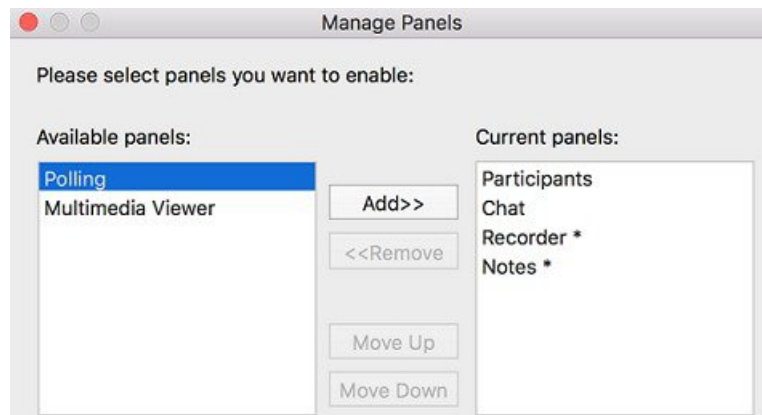 Manage Panels
Please select panels you want to enable:
Available panels:
Current panels:
Polling
Multimedia Viewer
Add>>
<<Remove
Move Up
Move Down
Participants
Chat
Recorder *
Notes *